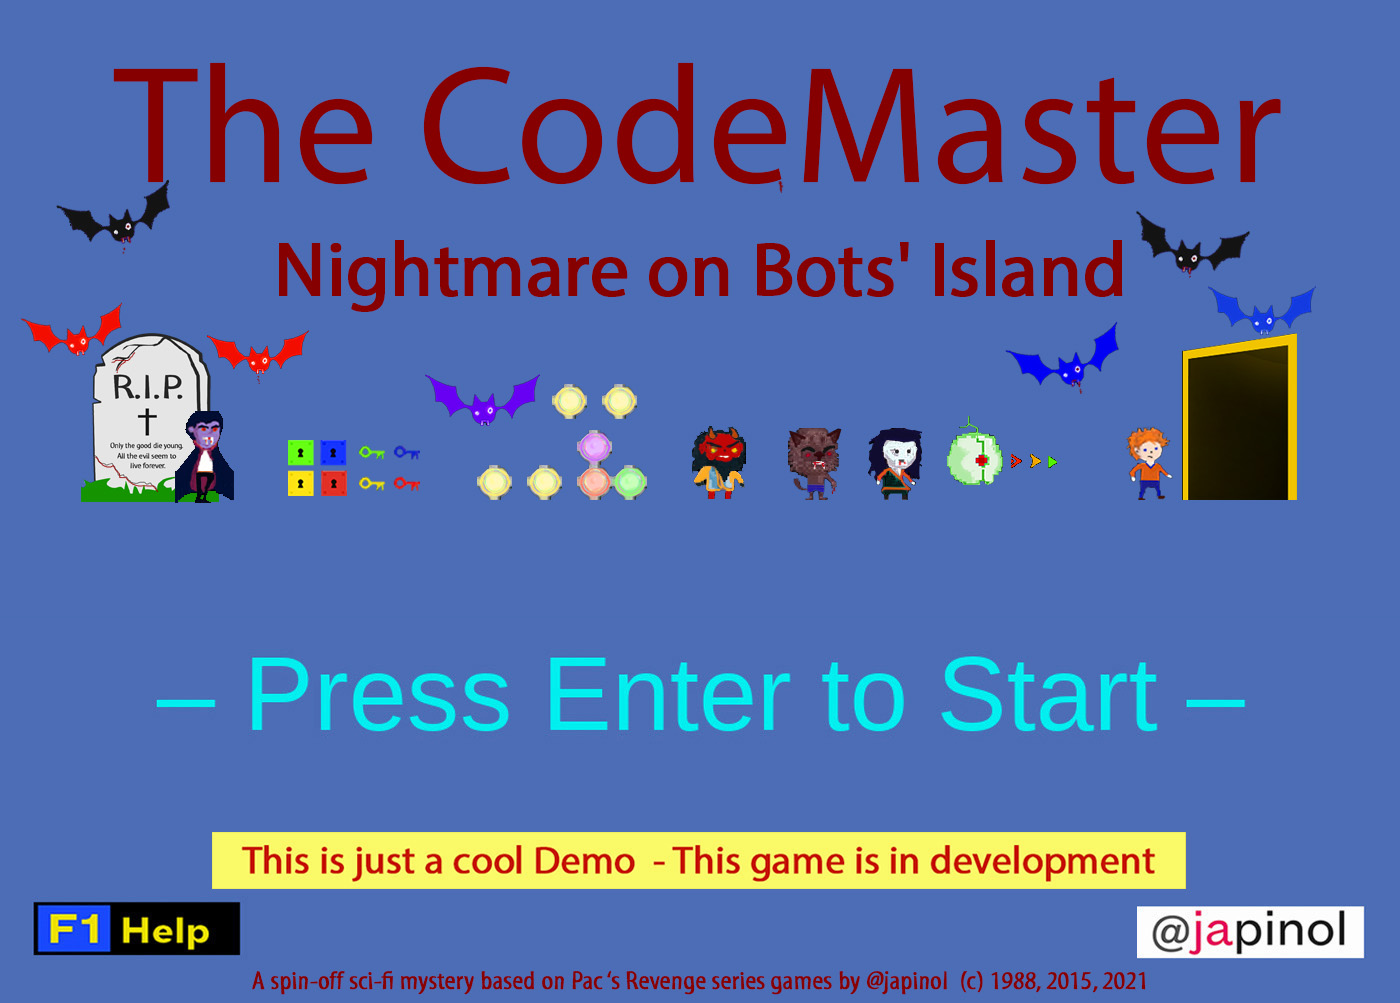 The CodeMaster
Nightmare on Bots' Island
R.I.P.
Only the good die young.
All the evil seem to
live forever.
– Press Enter to Start –
This is just a cool Demo - This game is in development
F1 Help
@japinol
A spin-off sci-fi mystery based on Pac ‘s Revenge series games by @japinol (c) 1988, 2015, 2021